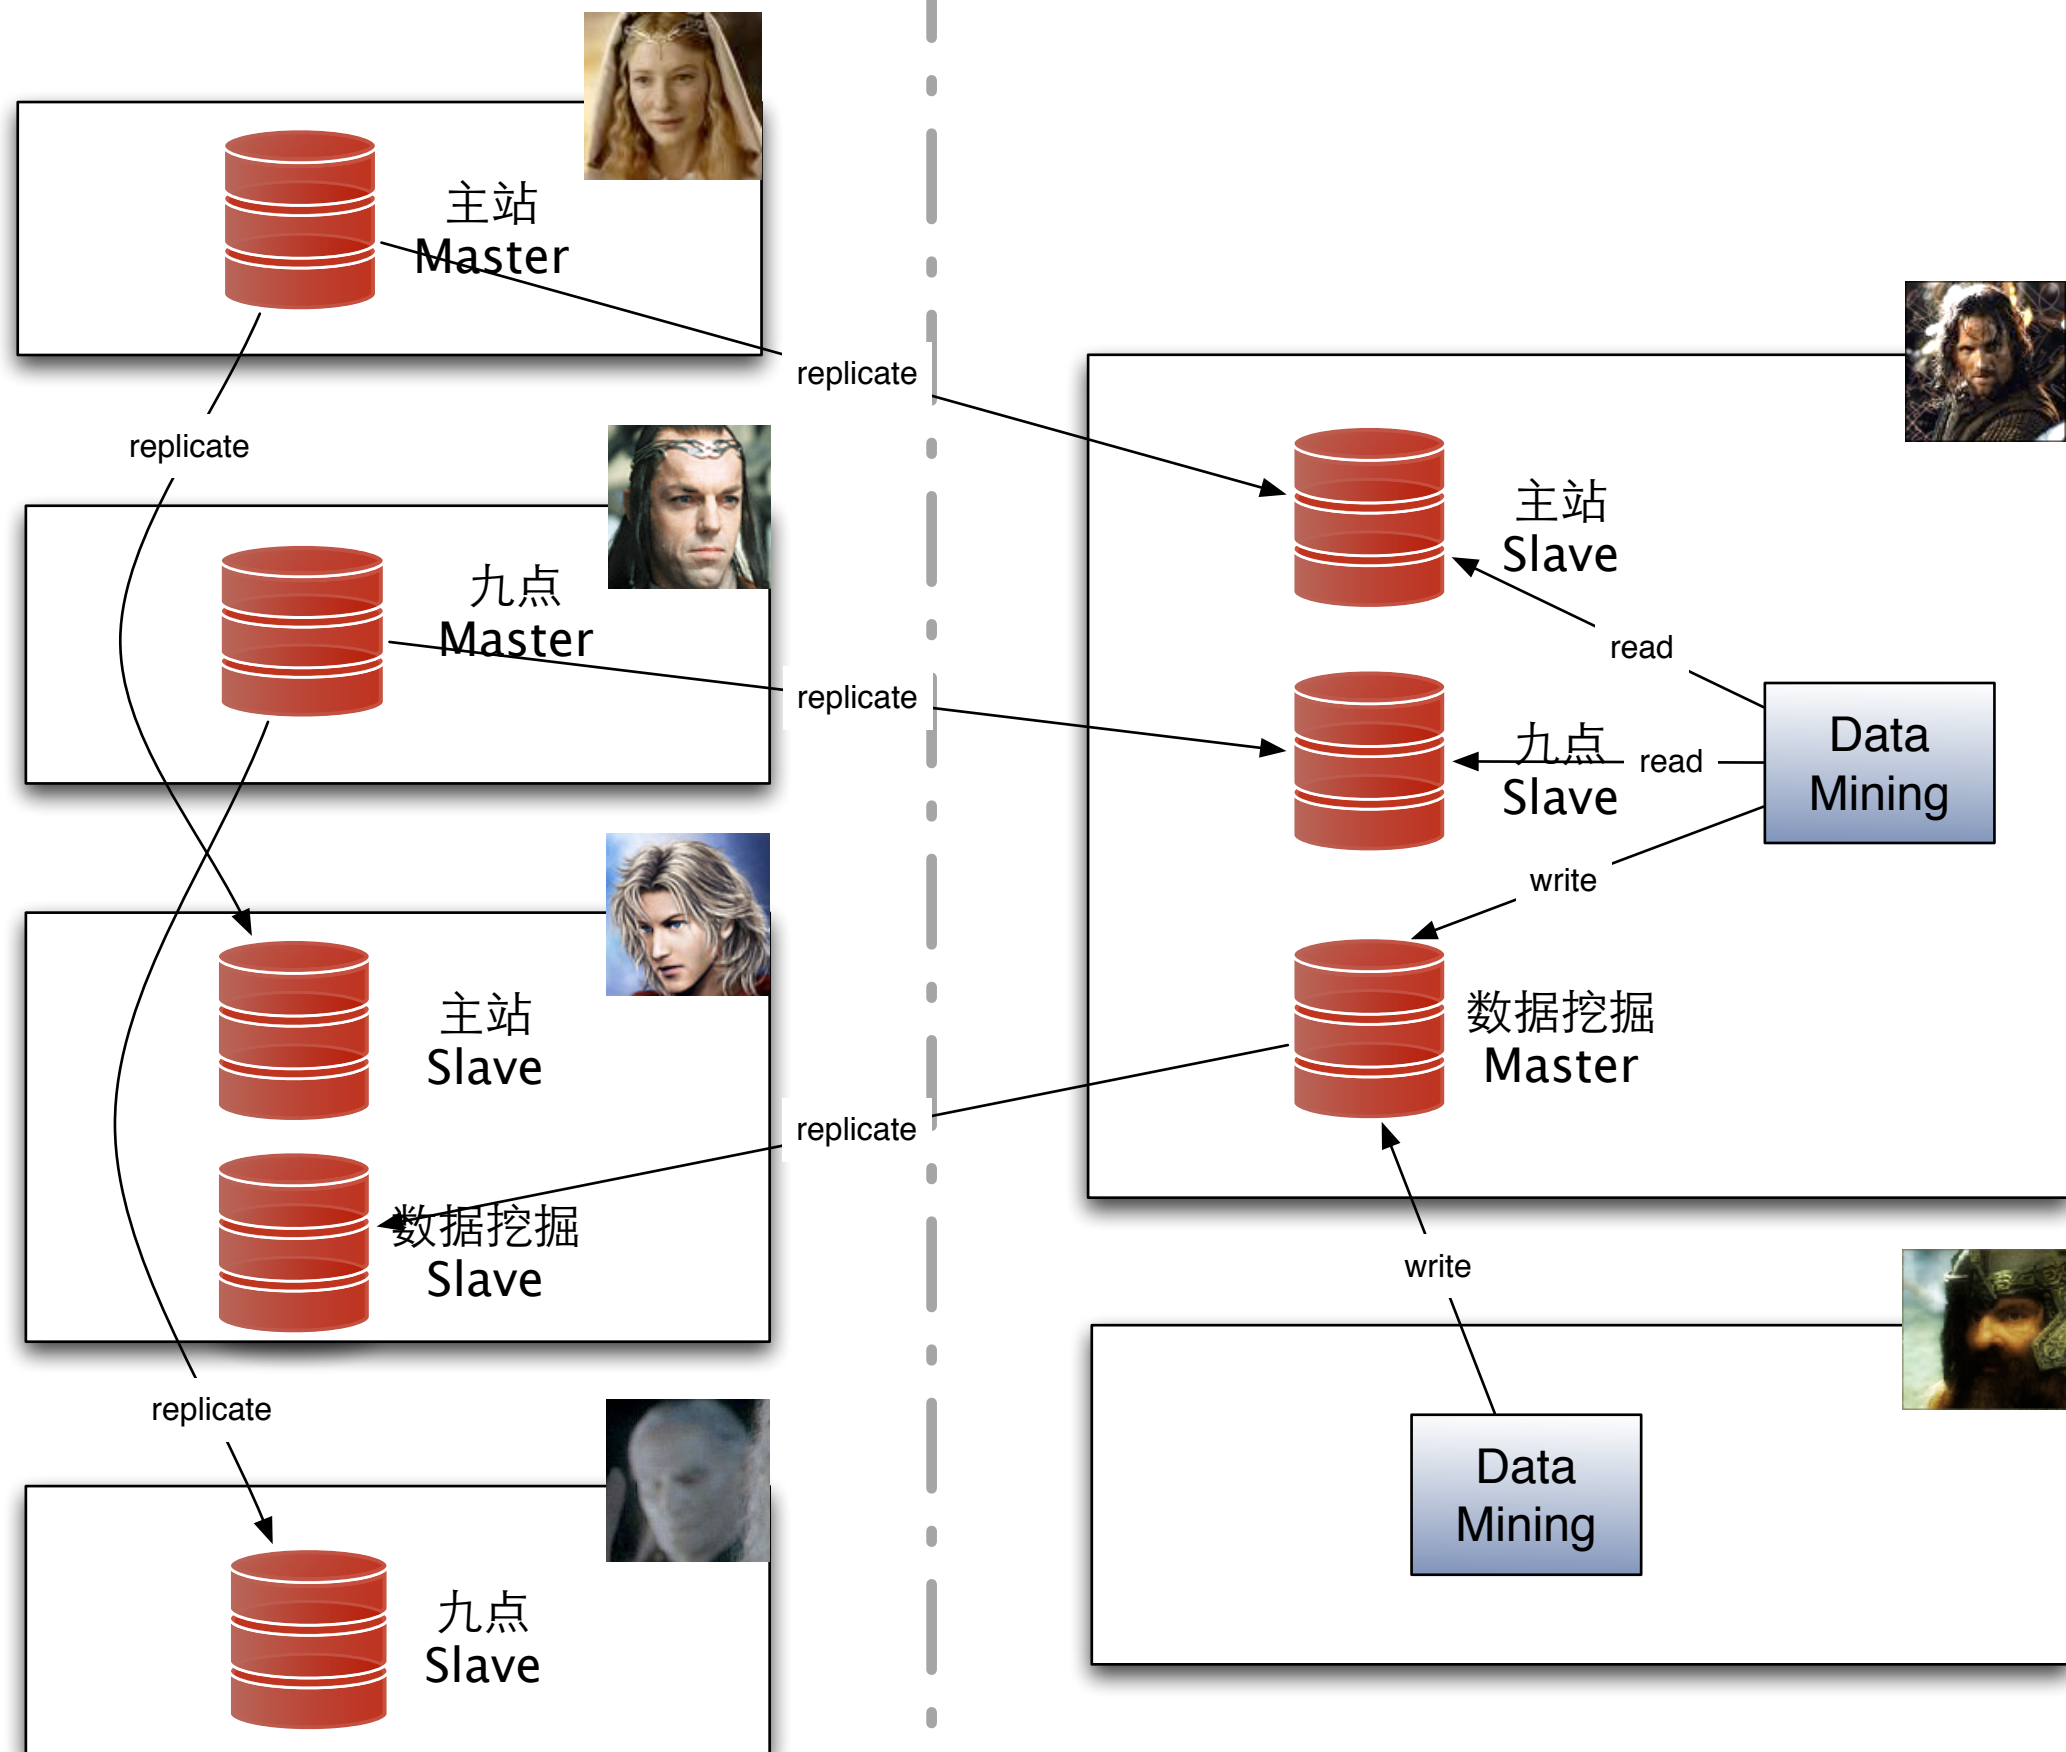 主站
Master
replicate
replicate
九点
Master
replicate
主站
Slave
数据挖掘
Slave
replicate
replicate
九点
Slave
主站
Slave
read
九点
Slave
read
Data
Mining
write
数据挖掘
Master
write
Data
Mining